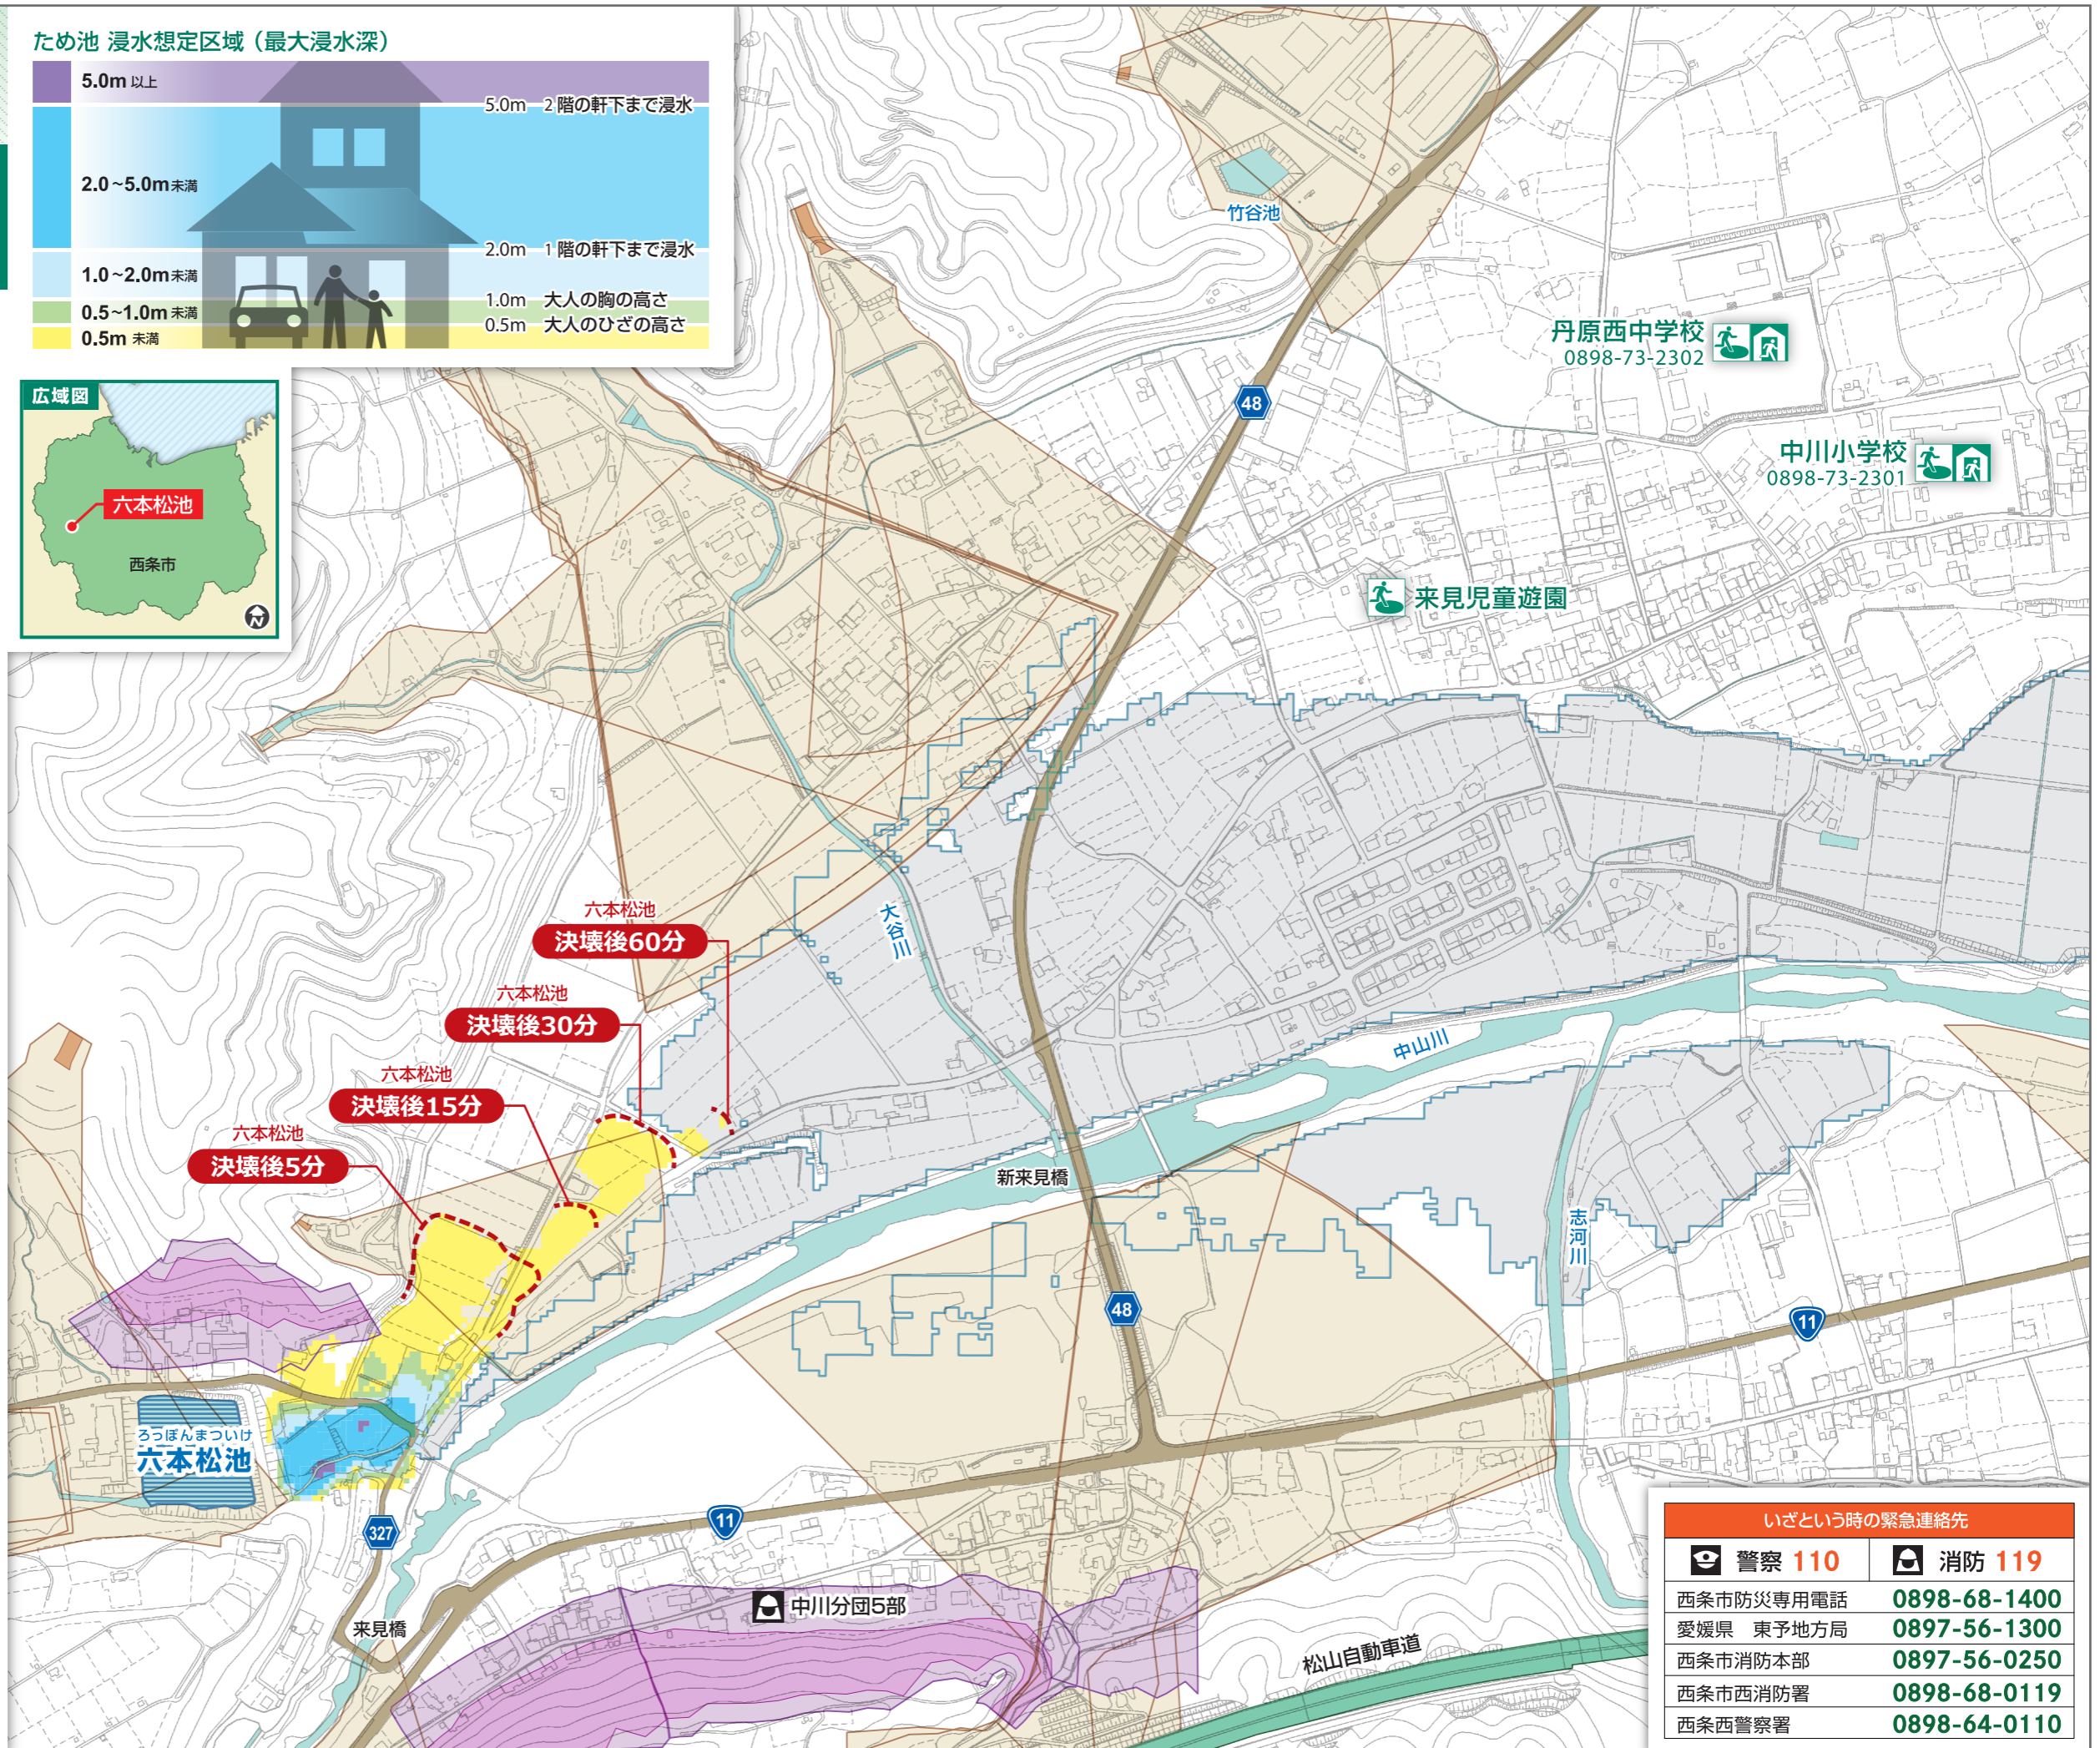 ため池 浸水想定区域（最大浸水深）
5.0m 以上
5.0m 2階の軒下まで浸水
2.0~5.0m未満
2.0m 1階の軒下まで浸水
1.0~2.0m未満
1.0m 大人の胸の高さ
0.5~1.0m 未満
0.5m 大人のひざの高さ
0.5m 未満
広域図
六本松池
西条市
N
竹谷池
48
丹原西中学校
0898-73-2302
中川小学校
0898-73-2301
来見児童遊園
大谷川
六本松池
決壊後60分
六本松池
決壊後30分
六本松池
決壊後15分
六本松池
決壊後5分
中山川
新来見橋
志河川
48
11
ろっぽんまついけ
六本松池
327
11
来見橋
中川分団5部
松山自動車道
いざという時の緊急連絡先
警察 110 消防 119
西条市防災専用電話 0898-68-1400
愛媛県 東予地方局 0897-56-1300
西条市消防本部 0897-56-0250
西条市西消防署 0898-68-0119
西条西警察署 0898-64-0110